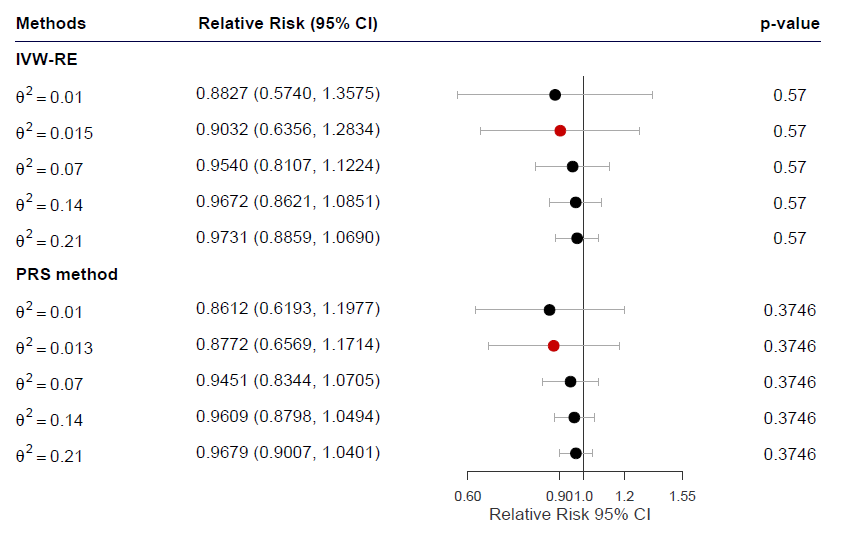 Methods Relative Risk (95% CI) p-value
IVW-RE
θ² = 0.01 0.8827 (0.5740, 1.3575) 0.57
θ² = 0.015 0.9032 (0.6356, 1.2834) 0.57
θ² = 0.07 0.9540 (0.8107, 1.1224) 0.57
θ² = 0.14 0.9672 (0.8621, 1.0851) 0.57
θ² = 0.21 0.9731 (0.8859, 1.0690) 0.57
PRS method
θ² = 0.01 0.8612 (0.6193, 1.1977) 0.3746
θ² = 0.013 0.8772 (0.6569, 1.1714) 0.3746
θ² = 0.07 0.9451 (0.8344, 1.0705) 0.3746
θ² = 0.14 0.9609 (0.8798, 1.0494) 0.3746
θ² = 0.21 0.9679 (0.9007, 1.0401) 0.3746
0.60 0.90 1.0 1.2 1.55
Relative Risk 95% CI